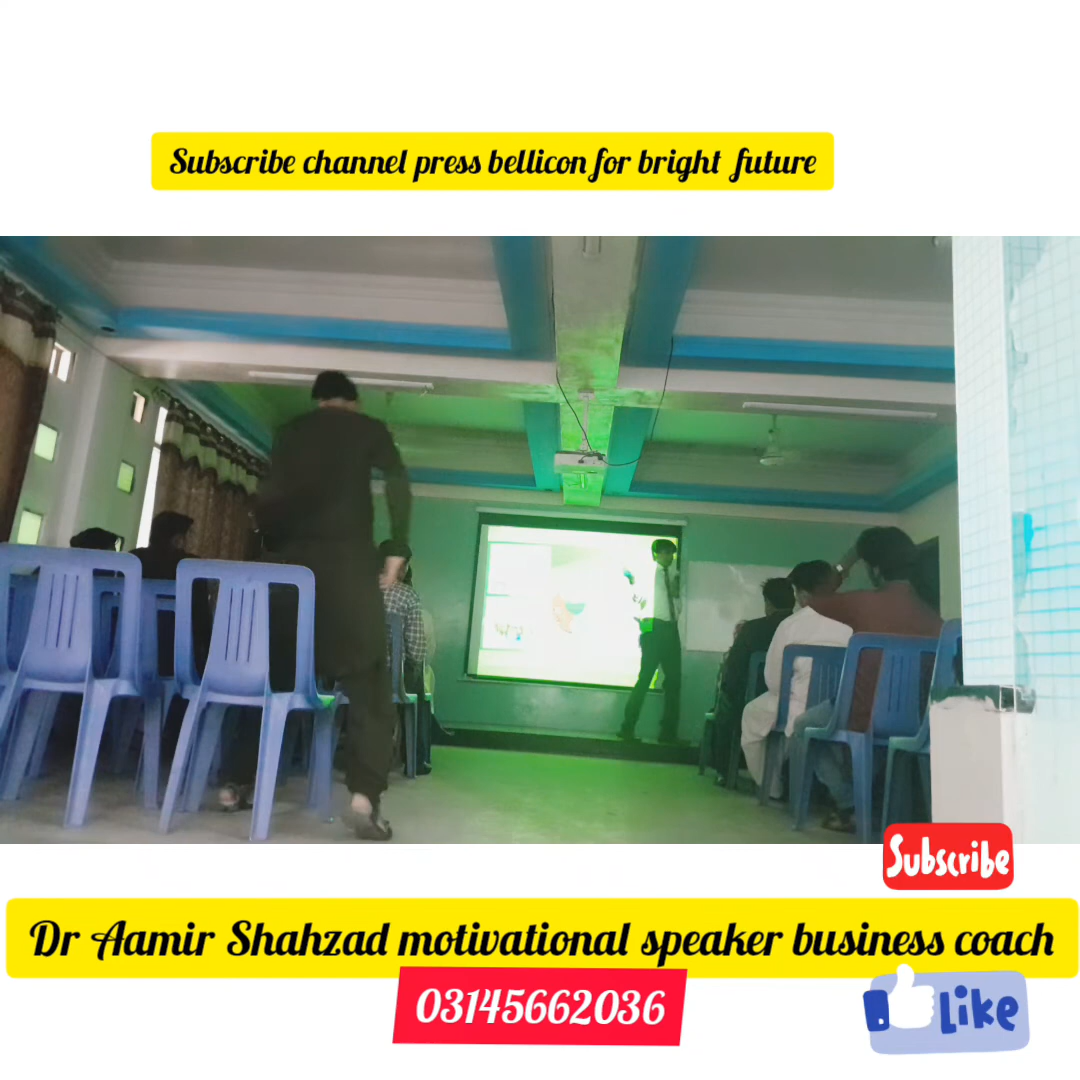 Subscribe channel press bellicon for bright future
Subscribe
Dr Aamir Shahzad motivational speaker business coach
03145662036
Like